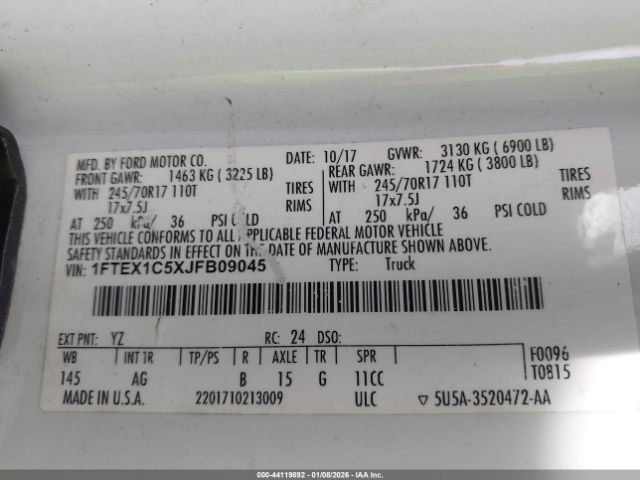 MFD. BY FORD MOTOR CO. DATE: 10/17 GVWR: 3130 KG ( 6900 LB)
FRONT GAWR: 1463 KG ( 3225 LB) REAR GAWR: 1724 KG ( 3800 LB)
WITH 245/70R17 110T TIRES WITH 245/70R17 110T TIRES
17x7.5J RIMS 17x7.5J RIMS
AT 250 kPa/ 36 PSI COLD AT 250 kPa/ 36 PSI COLD
THIS VEHICLE CONFORMS TO ALL APPLICABLE FEDERAL MOTOR VEHICLE
SAFETY STANDARDS IN EFFECT ON THE DATE OF MANUFACTURE SHOWN ABOVE.
VIN: 1FTEX1C5XJFB09045 TYPE: Truck
EXT PNT: YZ RC: 24 DSO:
WB INT TR TP/PS R AXLE TR SPR F0096
145 AG B 15 G 11CC T0815
MADE IN U.S.A. 2201710213009 ULC ▽ 5U5A-3520472-AA
000-44119892 | 01/08/2026 - IAA Inc.